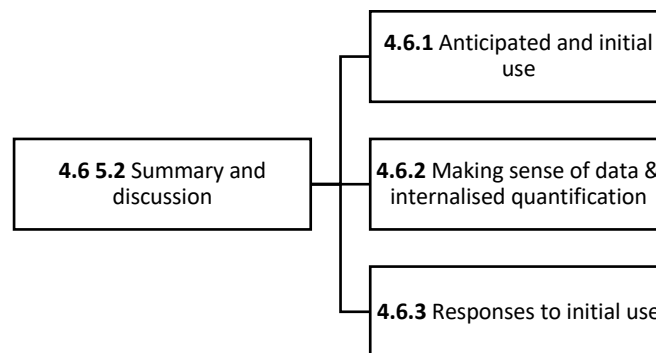 4.6.1 Anticipated and initial
use
4.6 5.2 Summary and
discussion
4.6.2 Making sense of data &
internalised quantification
4.6.3 Responses to initial use